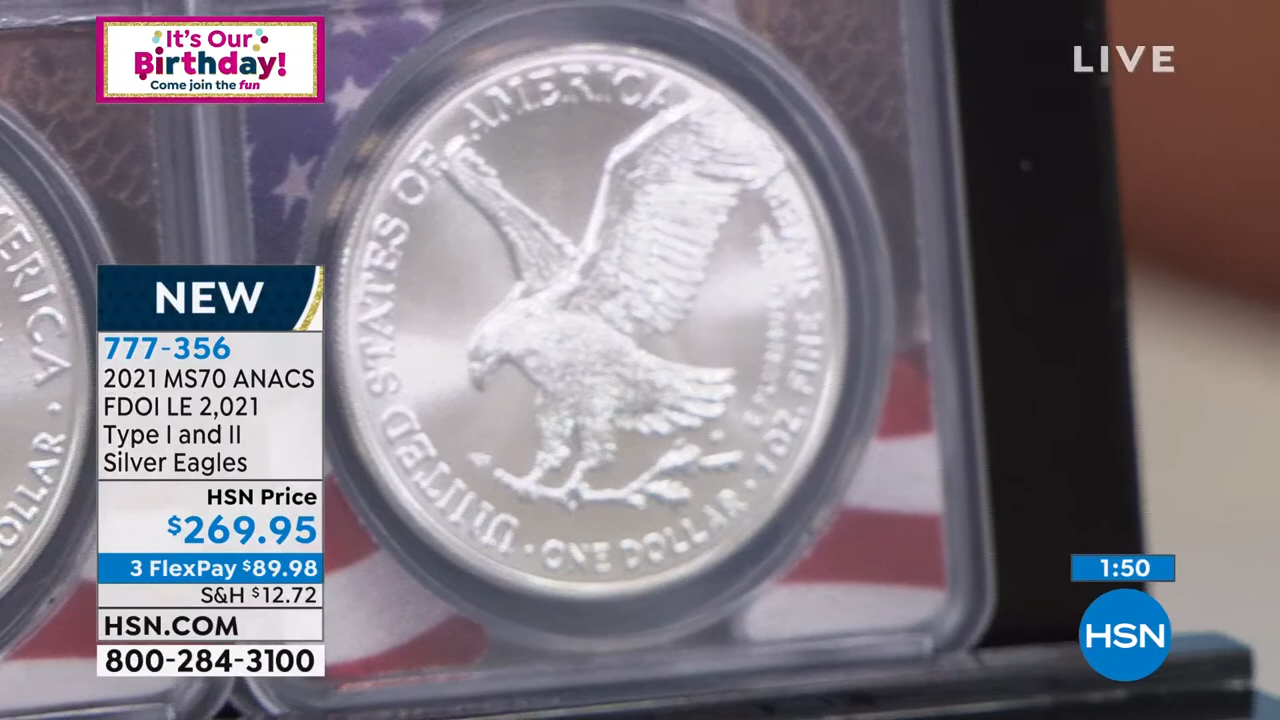 It's Our
Birthday!
Come join the fun
LIVE
NEW
777-356
2021 MS70 ANACS
FDOI LE 2,021
Type I and II
Silver Eagles
HSN Price
$269.95
3 FlexPay $89.98
S&H $12.72
HSN.COM
800-284-3100
UNITED STATES OF AMERICA
1 OZ. FINE SILVER
• ONE DOLLAR •
ERICA •
OLLAR
1:50
HSN